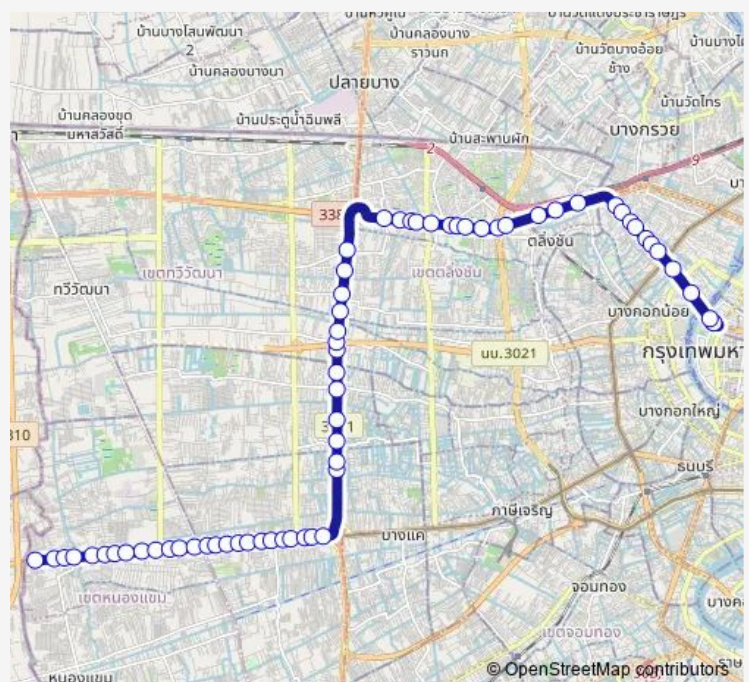 บ้านบางโสนพัฒนา
2
บ้านคลองบางนา
บ้านคลองบาง
ราวนก
บ้านวัดบางอ้อย
ช้าง
ปลายบาง
บ้านวัดไทร
บ้านคลองขุด
มหาสวัสดิ์
บ้านประตูน้ำฉิมพลี
บ้านสะพานผัก
บางกรวย
2
9
338
ตลิ่งชัน
เขตทวีวัฒนา
เขตตลิ่งชัน
ทวีวัฒนา
บางกอกน้อย
นบ.3021
กรุงเทพมหา
บางกอกใหญ่
310
ธนบุรี
ภาษีเจริญ
บางแค
จอมทอง
เขตหนองแขม
เขตจอมทอง
หนองแขม
© OpenStreetMap contributors